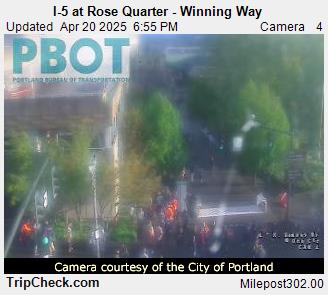 I-5 at Rose Quarter - Winning Way
Updated Apr 20 2025 6:55 PM Camera 4
PBOT
PORTLAND BUREAU OF TRANSPORTATION
Camera courtesy of the City of Portland
TripCheck.com Milepost302.00